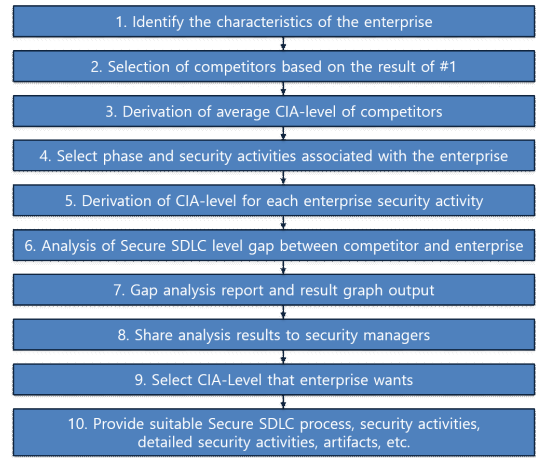 1. Identify the characteristics of the enterprise
2. Selection of competitors based on the result of #1
3. Derivation of average CIA-level of competitors
4. Select phase and security activities associated with the enterprise
5. Derivation of CIA-level for each enterprise security activity
6. Analysis of Secure SDLC level gap between competitor and enterprise
7. Gap analysis report and result graph output
8. Share analysis results to security managers
9. Select CIA-Level that enterprise wants
10. Provide suitable Secure SDLC process, security activities,
detailed security activities, artifacts, etc.